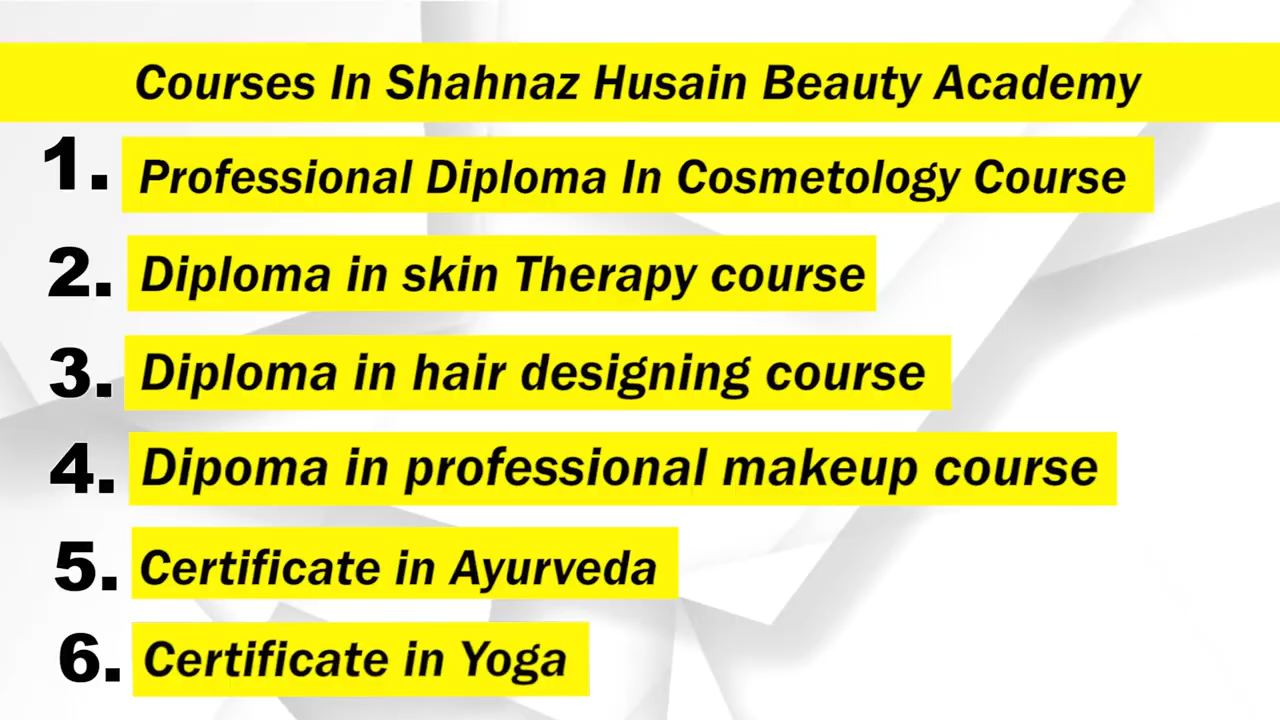 Courses In Shahnaz Husain Beauty Academy
1. Professional Diploma In Cosmetology Course
2. Diploma in skin Therapy course
3. Diploma in hair designing course
4. Dipoma in professional makeup course
5. Certificate in Ayurveda
6. Certificate in Yoga